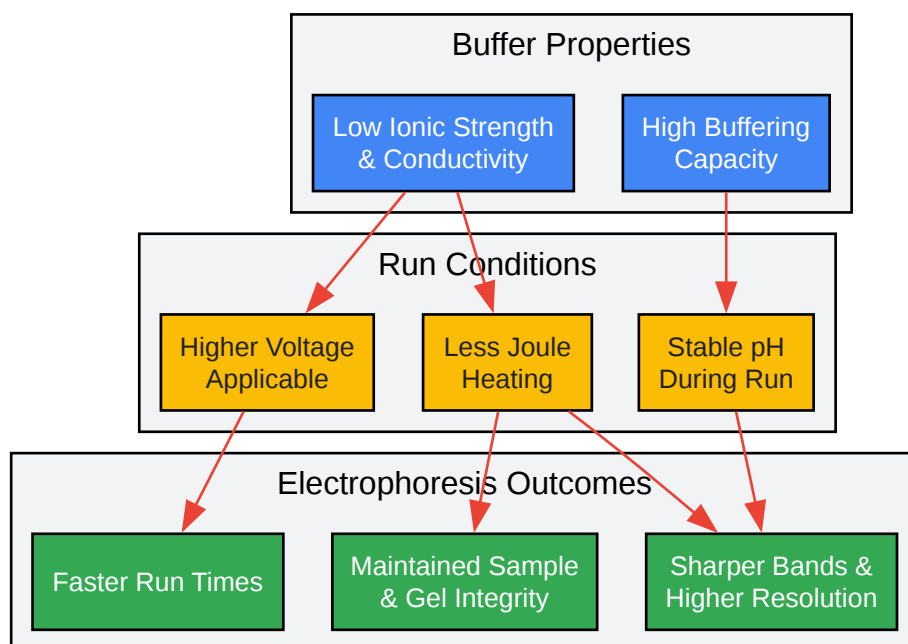 Buffer Properties
Low Ionic Strength
& Conductivity
High Buffering
Capacity
Run Conditions
Higher Voltage
Applicable
Less Joule
Heating
Stable pH
During Run
Electrophoresis Outcomes
Faster Run Times
Maintained Sample
& Gel Integrity
Sharper Bands &
Higher Resolution